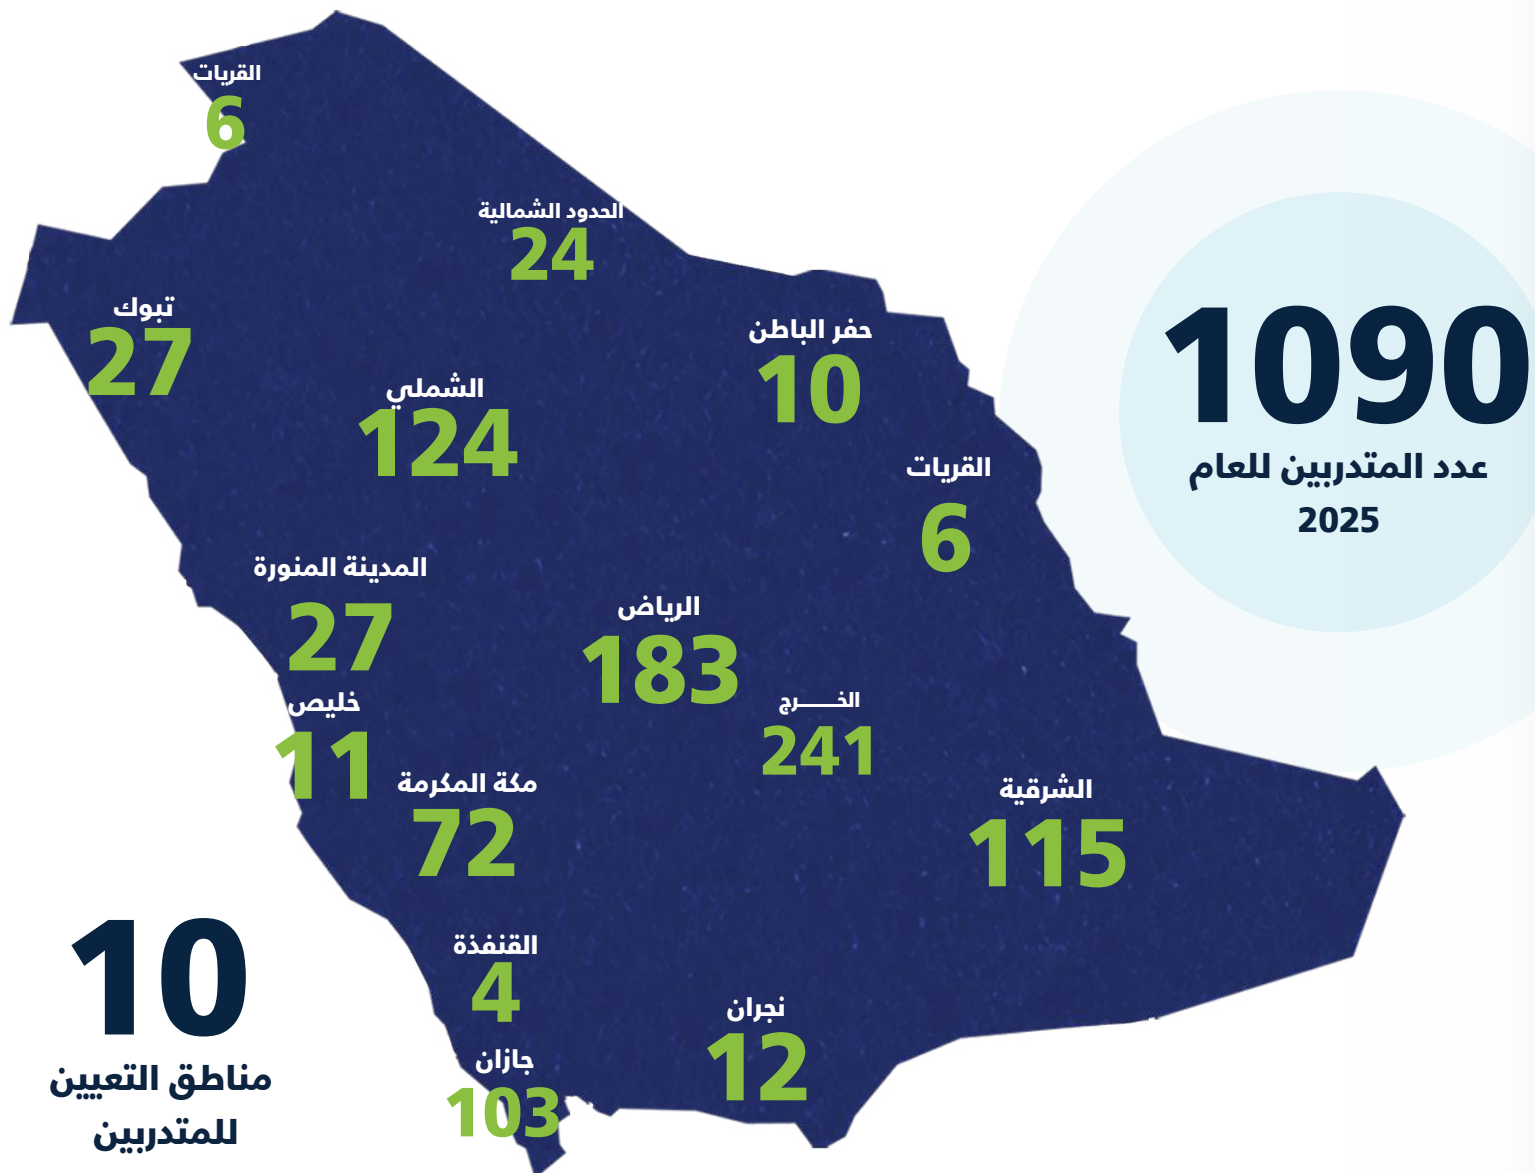 القريات
6
الحدود الشمالية
24
تبوك
27
حفر الباطن
10
الشملي
124
القريات
6
1090
عدد المتدربين للعام
2025
المدينة المنورة
27
الرياض
183
خليص
11
الخـــــرج
241
مكة المكرمة
72
الشرقية
115
القنفذة
4
نجران
12
جازان
103
10
مناطق التعيين
للمتدربين